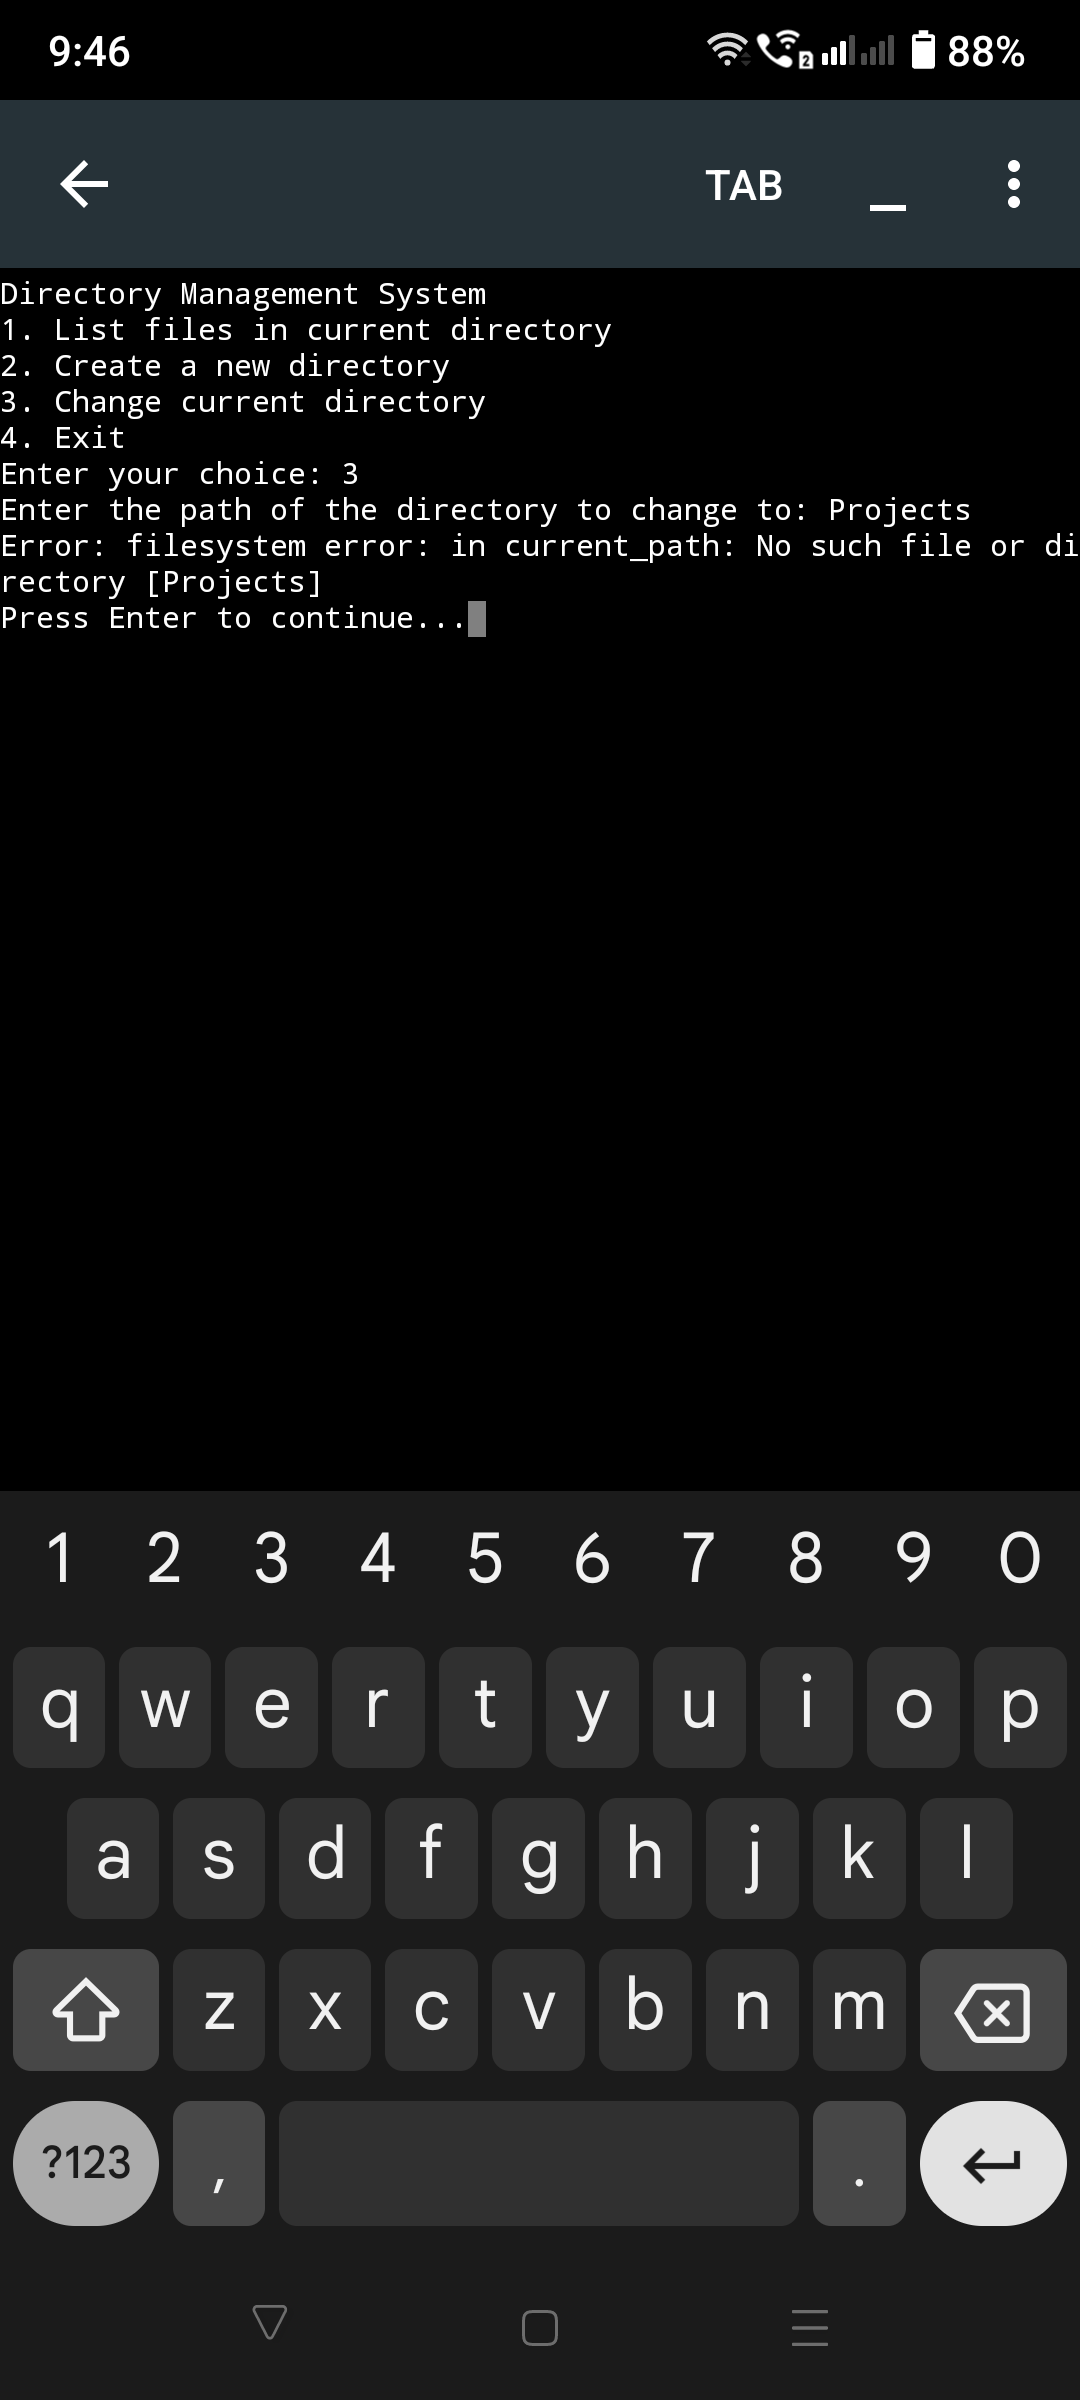 9:46
2
88%
TAB
_
Directory Management System
1. List files in current directory
2. Create a new directory
3. Change current directory
4. Exit
Enter your choice: 3
Enter the path of the directory to change to: Projects
Error: filesystem error: in current_path: No such file or di
rectory [Projects]
Press Enter to continue...
1 2 3 4 5 6 7 8 9 0
q w e r t y u i o p
a s d f g h j k l
z x c v b n m
?123 , .